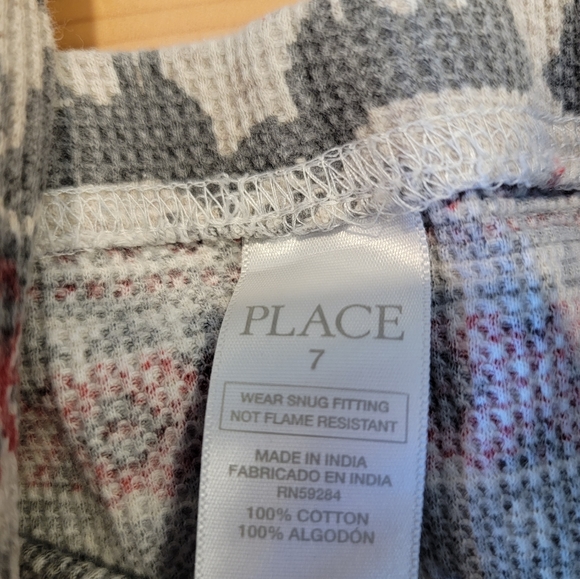 PLACE
7
WEAR SNUG FITTING
NOT FLAME RESISTANT
MADE IN INDIA
FABRICADO EN INDIA
RN59284
100% COTTON
100% ALGODÓN